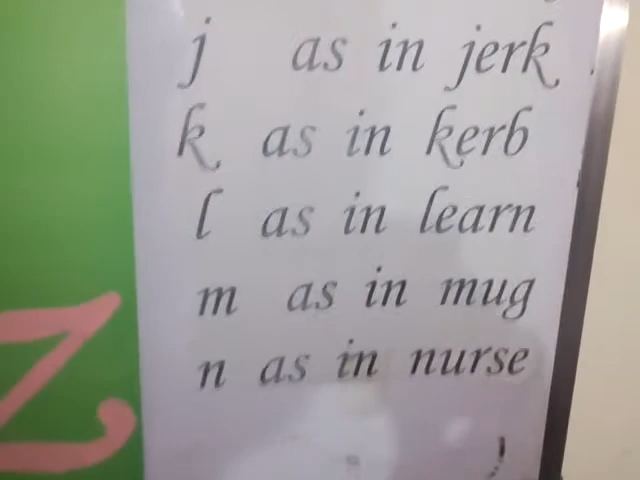 j as in jerk
k as in kerb
l as in learn
m as in mug
n as in nurse